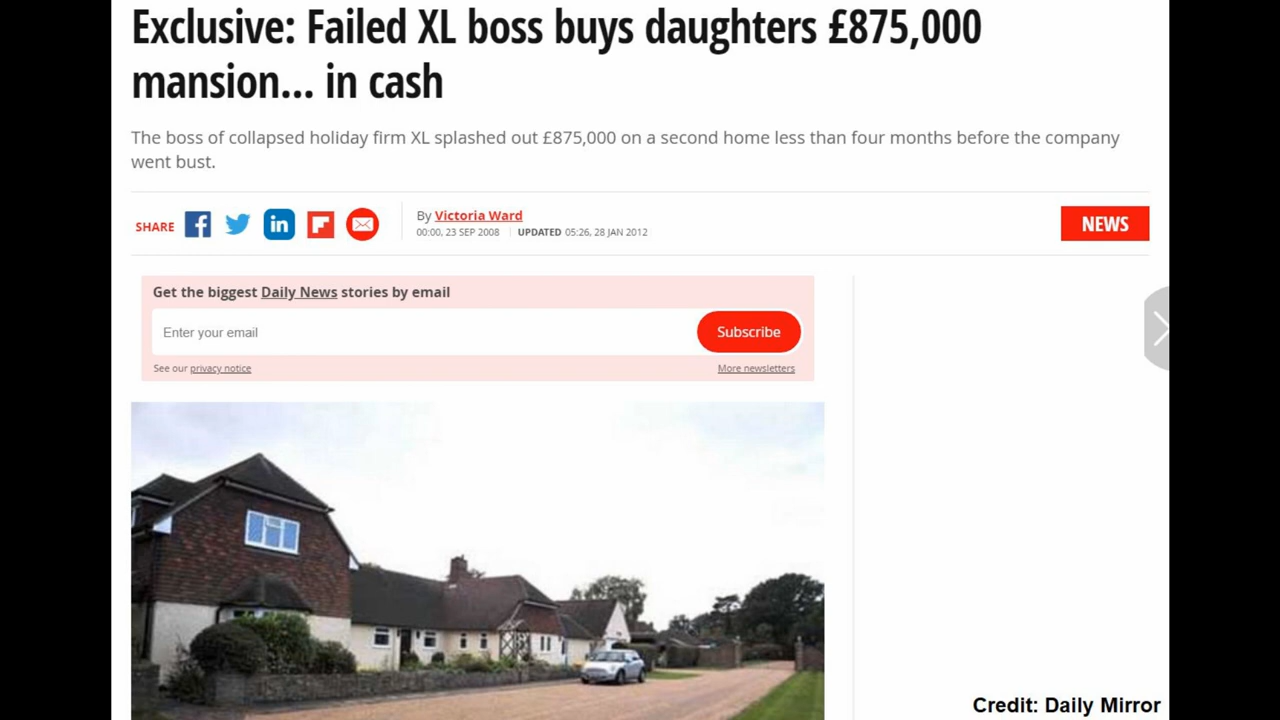 Exclusive: Failed XL boss buys daughters £875,000
mansion... in cash
The boss of collapsed holiday firm XL splashed out £875,000 on a second home less than four months before the company
went bust.
SHARE
By Victoria Ward
00:00, 23 SEP 2008 UPDATED 05:26, 28 JAN 2012
NEWS
Get the biggest Daily News stories by email
Enter your email Subscribe
See our privacy notice More newsletters
Credit: Daily Mirror